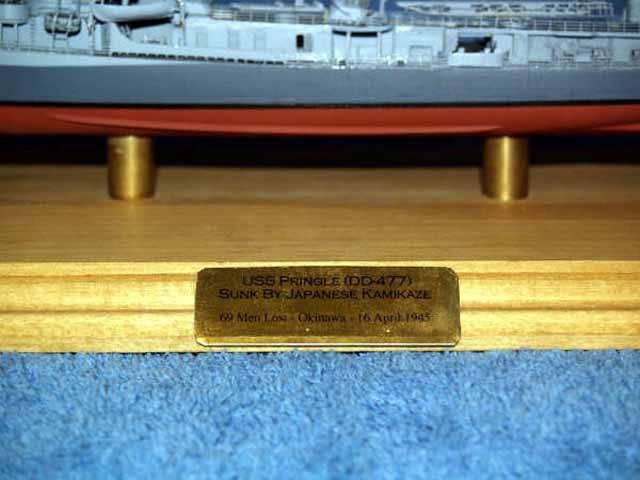 USS Pringle (DD-477)
Sunk By Japanese Kamikaze
69 Men Lost - Okinawa - 16 April 1945